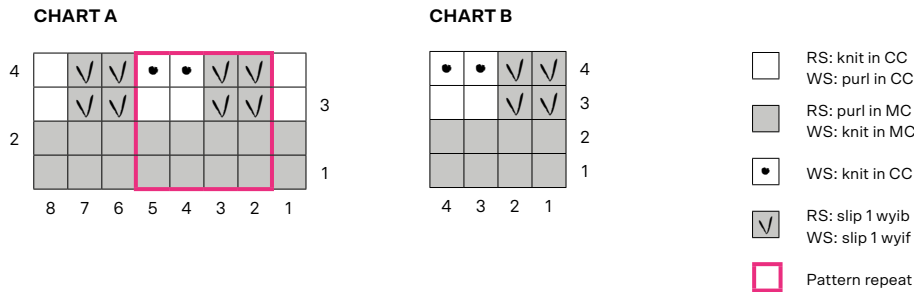 CHART A
CHART B
4
3
2
1
8 7 6 5 4 3 2 1
4
3
2
1
4 3 2 1
RS: knit in CC
WS: purl in CC
RS: purl in MC
WS: knit in MC
WS: knit in CC
RS: slip 1 wyib
WS: slip 1 wyif
Pattern repeat